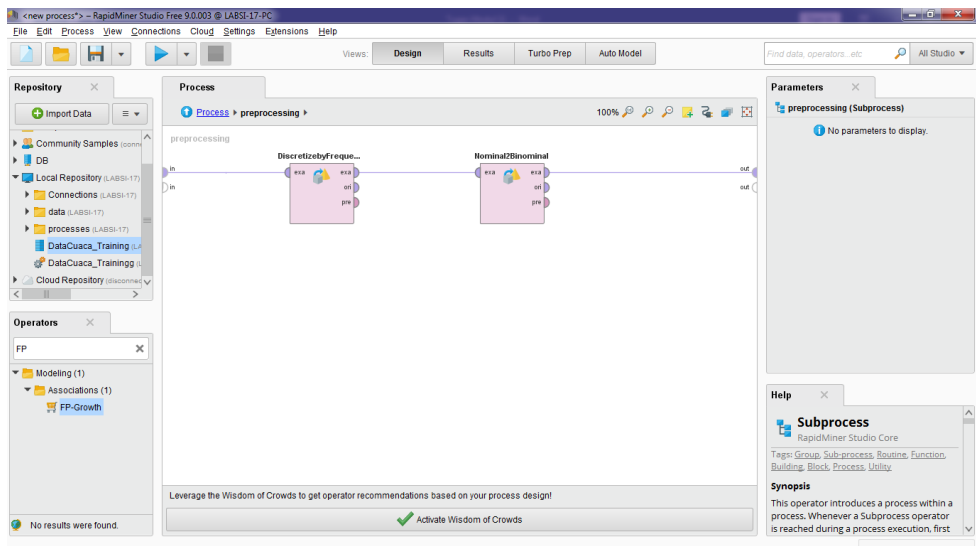 <new process*> – RapidMiner Studio Free 9.0.003 @ LABSI-17-PC
File Edit Process View Connections Cloud Settings Extensions Help
Views: Design Results Turbo Prep Auto Model
Find data, operators...etc
All Studio
Repository
Import Data
Community Samples (conn
DB
Local Repository (LABSI-17)
Connections (LABSI-17)
data (LABSI-17)
processes (LABSI-17)
DataCuaca_Training (LA
DataCuaca_Trainingg (L
Cloud Repository (disconnec
Operators
FP
Modeling (1)
Associations (1)
FP-Growth
No results were found.
Process
Process preprocessing
100%
preprocessing
DiscretizebyFreque...
Nominal2Binominal
in
in
exa exa
ori
pre
exa exa
ori
pre
out
out
Leverage the Wisdom of Crowds to get operator recommendations based on your process design!
Activate Wisdom of Crowds
Parameters
preprocessing (Subprocess)
No parameters to display.
Help
Subprocess
RapidMiner Studio Core
Tags: Group, Sub-process, Routine, Function,
Building, Block, Process, Utility
Synopsis
This operator introduces a process within a
process. Whenever a Subprocess operator
is reached during a process execution, first